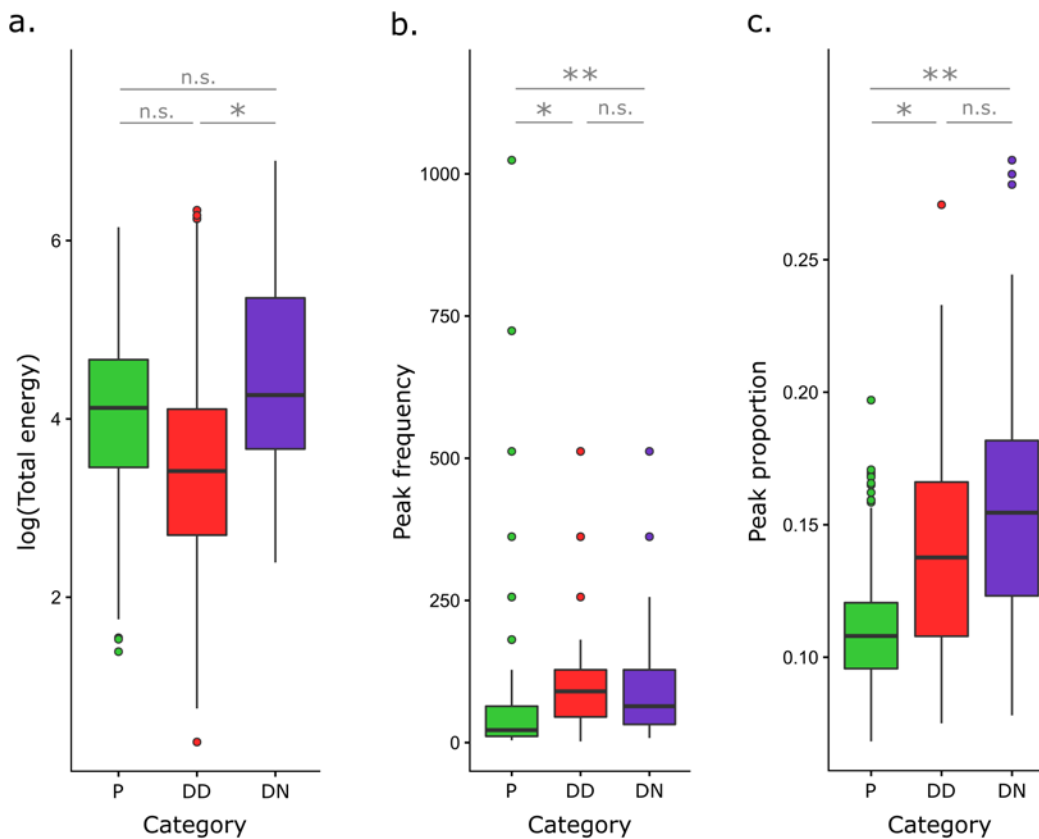 a.
n.s.
n.s. *
log(Total energy)
6
4
2
P DD DN
Category
b.
**
* n.s.
Peak frequency
1000
750
500
250
0
P DD DN
Category
c.
**
* n.s.
Peak proportion
0.25
0.20
0.15
0.10
P DD DN
Category